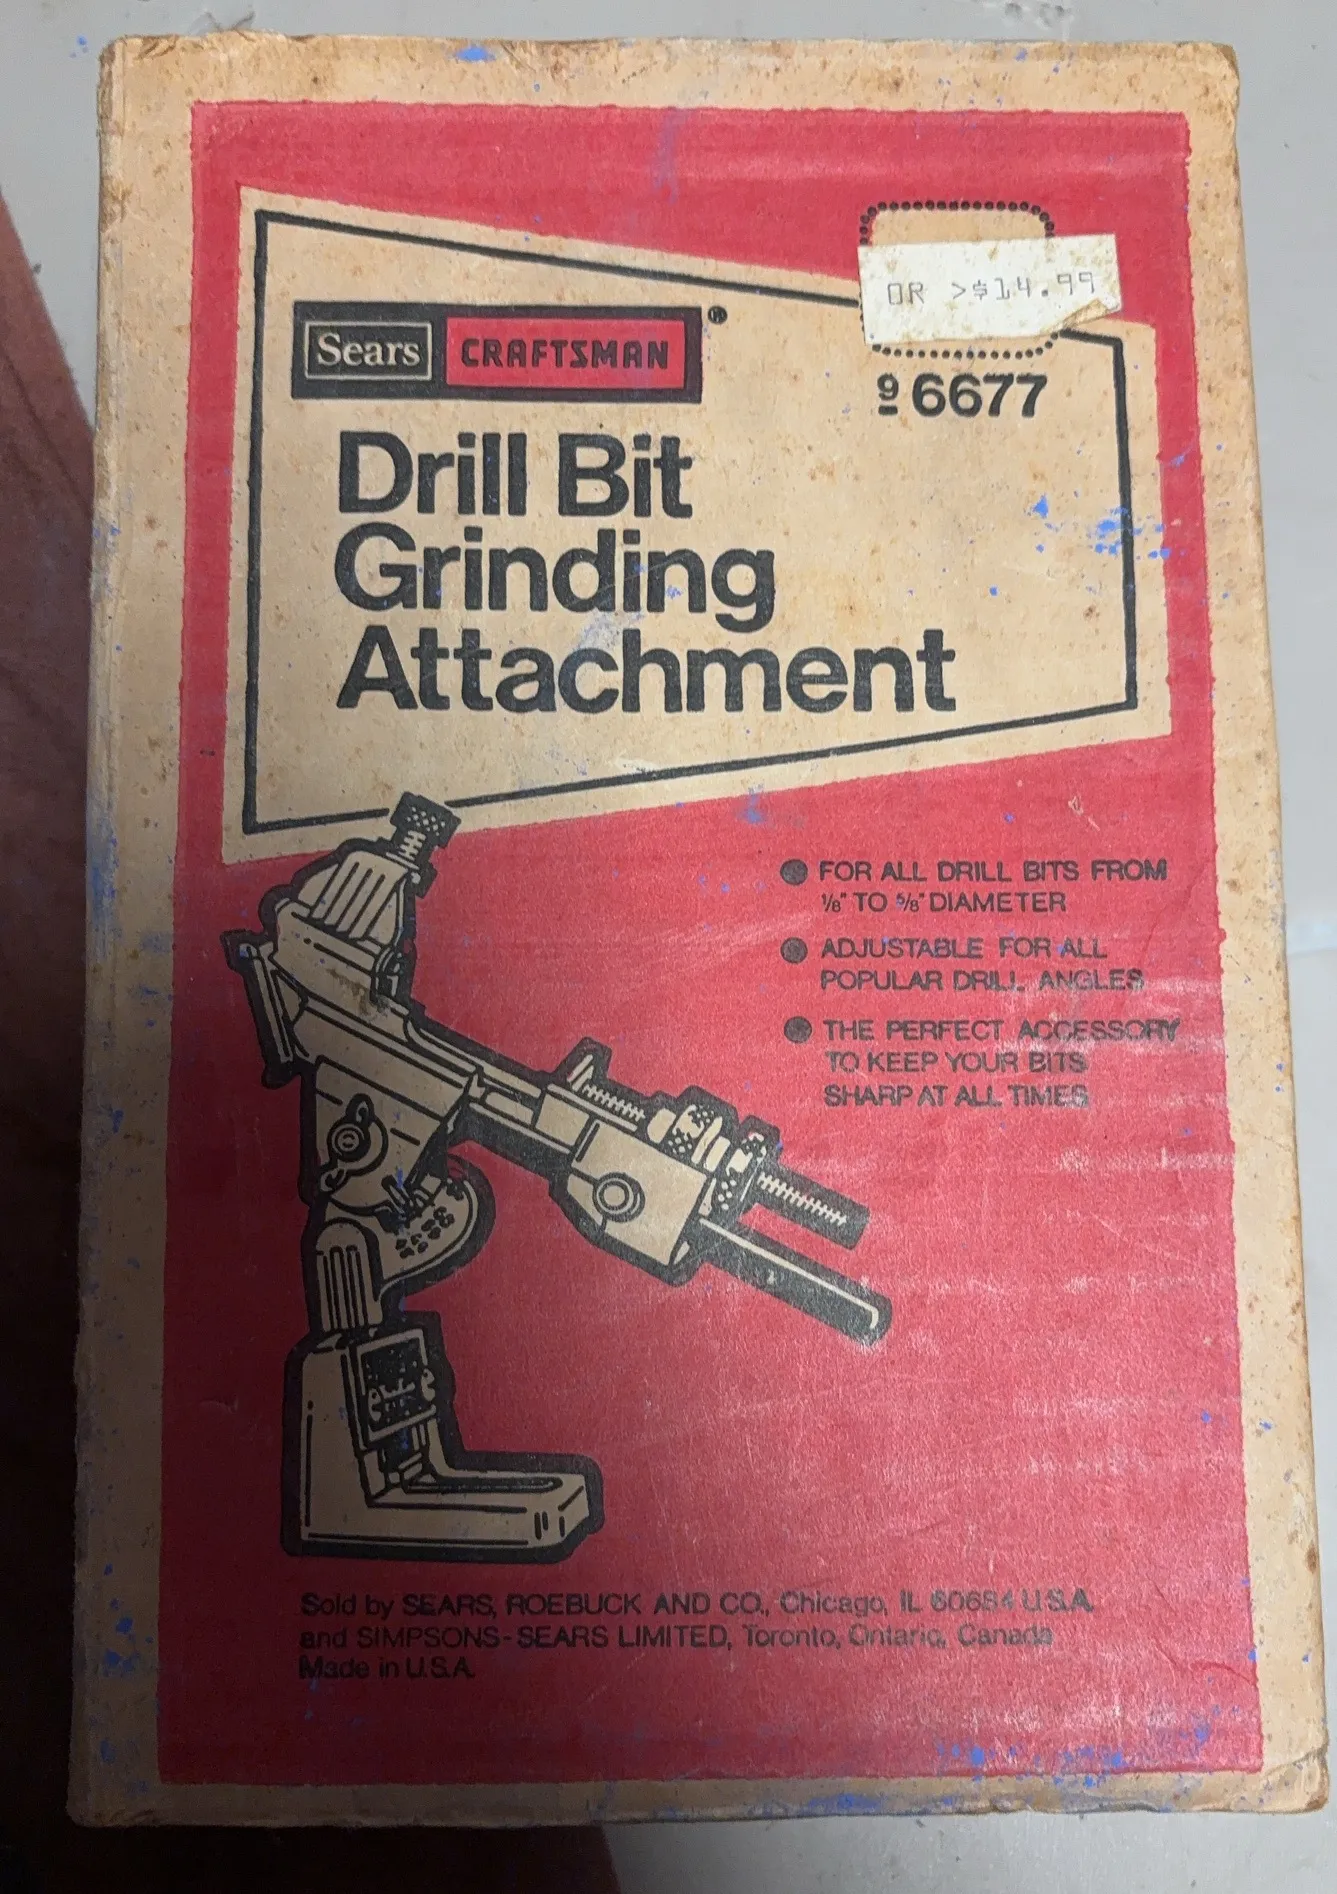 OR >$14.99
Sears CRAFTSMAN®
9 6677
Drill Bit
Grinding
Attachment
● FOR ALL DRILL BITS FROM
1/8" TO 5/8" DIAMETER
● ADJUSTABLE FOR ALL
POPULAR DRILL ANGLES
● THE PERFECT ACCESSORY
TO KEEP YOUR BITS
SHARP AT ALL TIMES
Sold by SEARS, ROEBUCK AND CO., Chicago, IL 60684 U.S.A.
and SIMPSONS-SEARS LIMITED, Toronto, Ontario, Canada
Made in U.S.A.